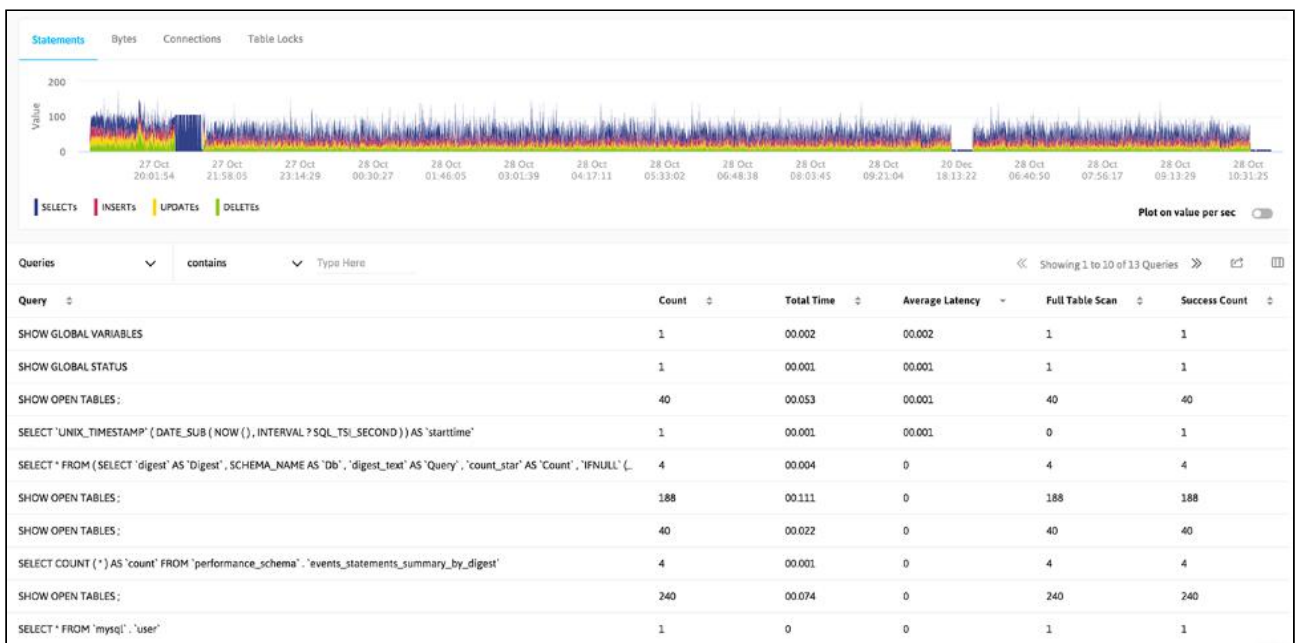 Statements Bytes Connections Table Locks
200
Value
100
0
27 Oct 27 Oct 27 Oct 28 Oct 28 Oct 28 Oct 28 Oct 28 Oct 28 Oct 28 Oct 28 Oct 20 Dec 28 Oct 28 Oct 28 Oct 28 Oct
20:01:54 21:58:05 23:14:29 00:30:27 01:46:05 03:01:39 04:17:11 05:33:02 06:48:38 08:03:45 09:21:04 18:13:22 06:40:50 07:56:17 09:13:29 10:31:25
SELECTs INSERTs UPDATEs DELETEs
Plot on value per sec
Queries contains Type Here Showing 1 to 10 of 13 Queries
Query Count Total Time Average Latency Full Table Scan Success Count
SHOW GLOBAL VARIABLES 1 00.002 00.002 1 1
SHOW GLOBAL STATUS 1 00.001 00.001 1 1
SHOW OPEN TABLES ; 40 00.053 00.001 40 40
SELECT `UNIX_TIMESTAMP` ( DATE_SUB ( NOW ( ) , INTERVAL ? SQL_TSI_SECOND ) ) AS `starttime` 1 00.001 00.001 0 1
SELECT * FROM ( SELECT `digest` AS `Digest` , SCHEMA_NAME AS `Db` , `digest_text` AS `Query` , `count_star` AS `Count` , `IFNULL` (... 4 00.004 0 4 4
SHOW OPEN TABLES ; 188 00.111 0 188 188
SHOW OPEN TABLES ; 40 00.022 0 40 40
SELECT COUNT ( * ) AS `count` FROM `performance_schema` . `events_statements_summary_by_digest` 4 00.001 0 4 4
SHOW OPEN TABLES ; 240 00.074 0 240 240
SELECT * FROM `mysql` . `user` 1 0 0 1 1